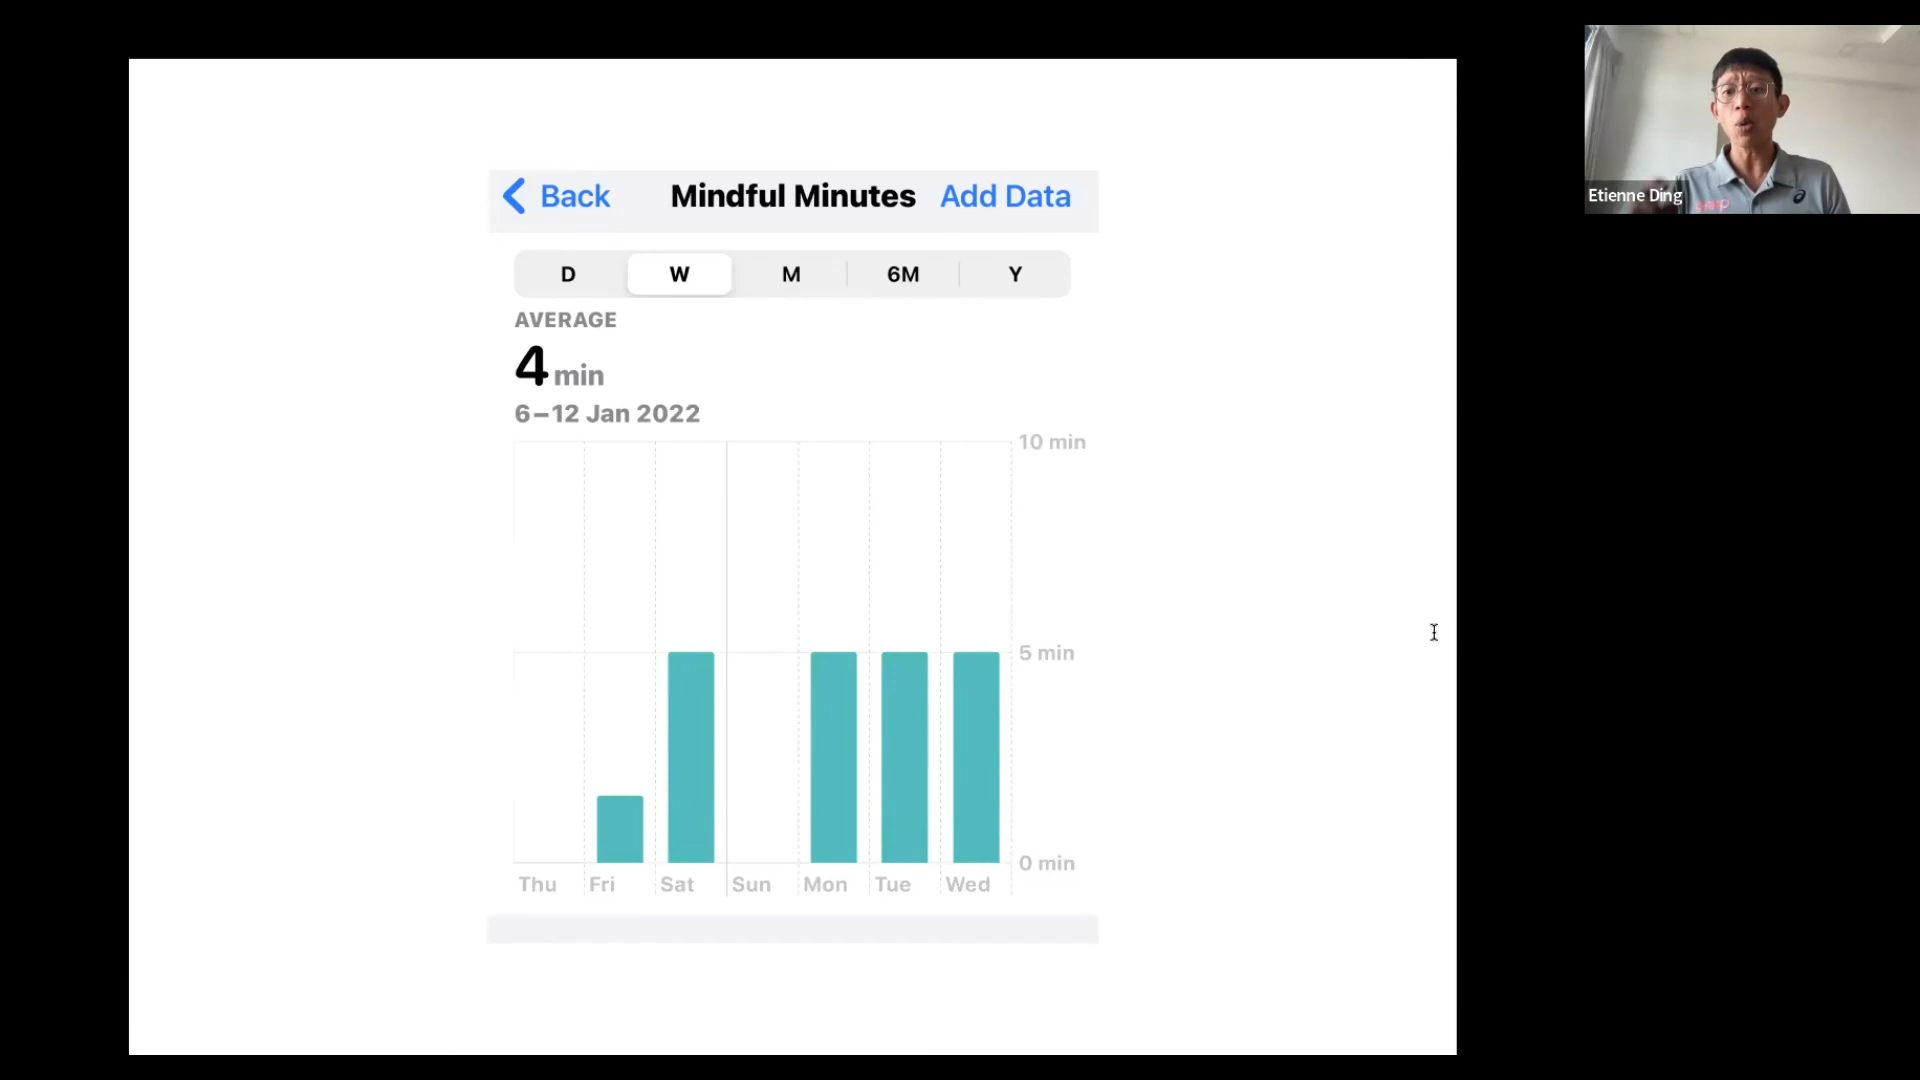 Back Mindful Minutes Add Data
D W M 6M Y
AVERAGE
4 min
6–12 Jan 2022
10 min
5 min
0 min
Thu Fri Sat Sun Mon Tue Wed
Etienne Ding